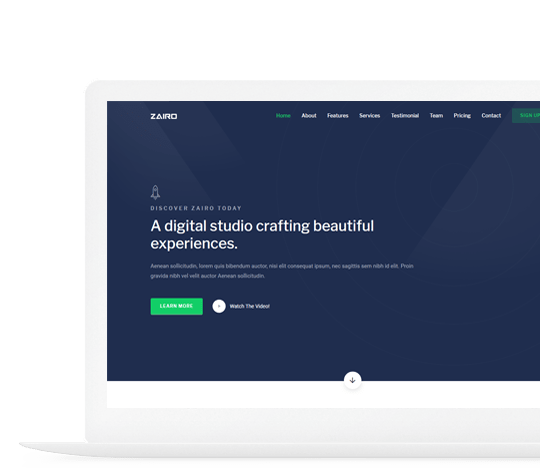 ZAIRO
Home About Features Services Testimonial Team Pricing Contact SIGN UP
DISCOVER ZAIRO TODAY
A digital studio crafting beautiful
experiences.
Aenean sollicitudin, lorem quis bibendum auctor, nisi elit consequat ipsum, nec sagittis sem nibh id elit. Proin
gravida nibh vel velit auctor Aenean sollicitudin.
LEARN MORE Watch The Video!